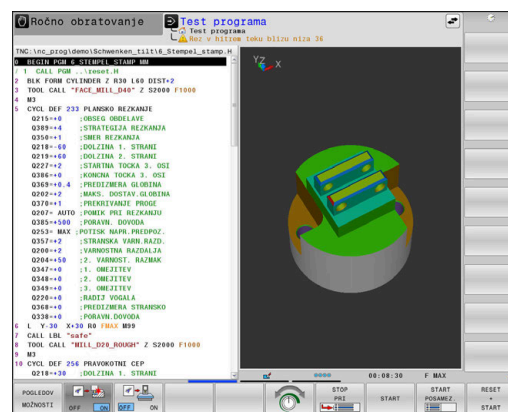 Ročno obratovanje
Test programa
Test programa
Rez v hitrem teku blizu niza 36
TNC:\nc_prog\demo\Schwenken_tilt\6_Stempel_stamp.H
0 BEGIN PGM 6_STEMPEL_STAMP MM
/ 1 CALL PGM ..\reset.H
2 BLK FORM CYLINDER Z R30 L60 DIST+2
3 TOOL CALL "FACE_MILL_D40" Z S2000 F1000
4 M3
5 CYCL DEF 233 PLANSKO REZKANJE
Q215=+0 ;OBSEG OBDELAVE
Q389=+4 ;STRATEGIJA REZKANJA
Q350=+1 ;SMER REZKANJA
Q218=-60 ;DOLZINA 1. STRANI
Q219=+60 ;DOLZINA 2. STRANI
Q227=+2 ;STARTNA TOCKA 3. OSI
Q386=+0 ;KONCNA TOCKA 3. OSI
Q369=+0.4 ;PREDIZMERA GLOBINA
Q202=+2 ;MAKS. DOSTAV.GLOBINA
Q370=+1 ;PREKRIVANJE PROGE
Q207= AUTO ;POMIK PRI REZKANJU
Q385=+500 ;PORAVN. DOVODA
Q253= MAX ;POTISK NAPR.PREDPOZ.
Q357=+2 ;STRANSKA VARN.RAZD.
Q200=+2 ;VARNOSTNA RAZDALJA
Q204=+50 ;2. VARNOST. RAZMAK
Q347=+0 ;1. OMEJITEV
Q348=+0 ;2. OMEJITEV
Q349=+0 ;3. OMEJITEV
Q220=+0 ;RADIJ VOGALA
Q368=+0 ;PREDIZMERA STRANSKO
Q338=+0 ;PORAVN.DOVODA
6 L Y-30 X+30 R0 FMAX M99
7 CALL LBL "safe"
8 TOOL CALL "MILL_D20_ROUGH" Z S2000 F1000
9 M3
10 CYCL DEF 256 PRAVOKOTNI CEP
Q218=+30 ;DOLZINA 1. STRANI
YZ X
00:08:30 F MAX
POGLEDOV
MOŽNOSTI
OFF ON
OFF ON
STOP
PRI
START
START
POSAMEZ.
RESET
+
START